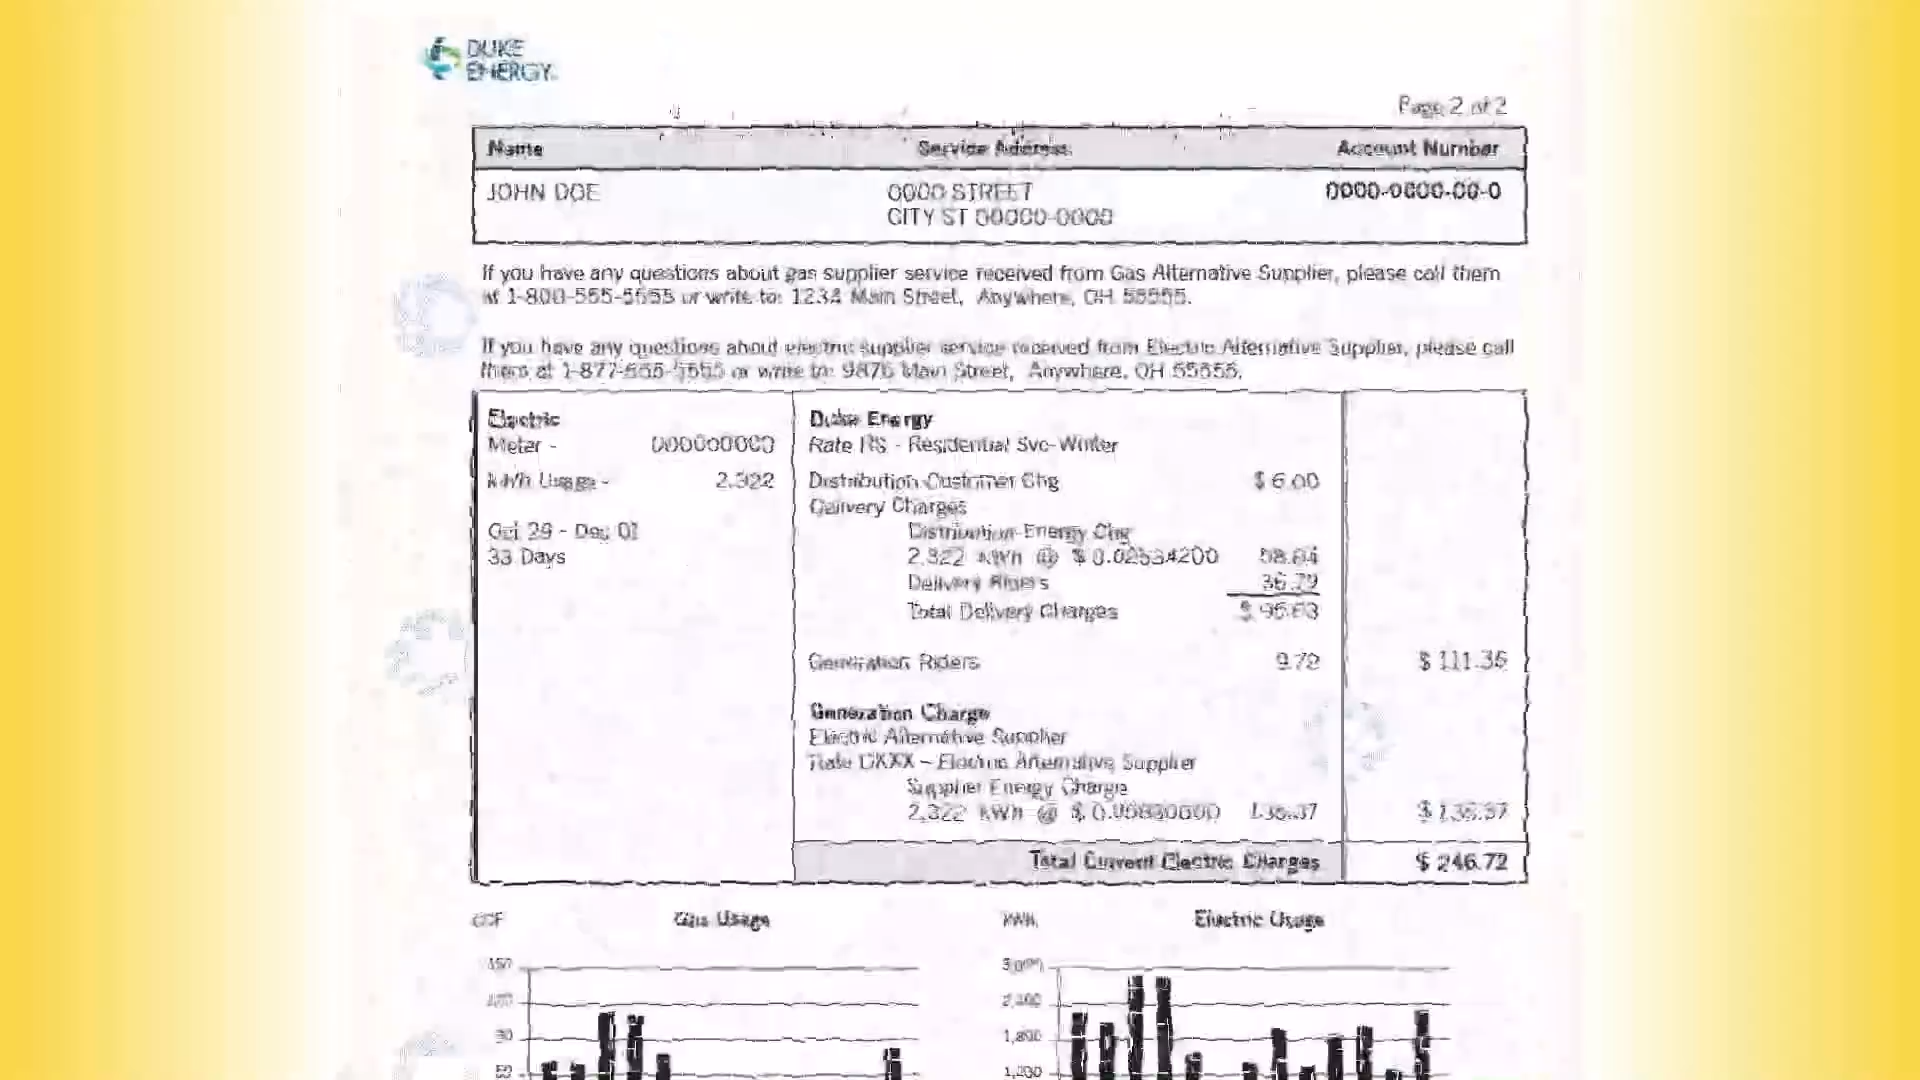 DUKE
ENERGY
Page 2 of 2
Name Service Address Account Number
JOHN DOE 0000 STREET 0000-0000-00-0
CITY ST 00000-0000
If you have any questions about gas supplier service received from Gas Alternative Supplier, please call them
at 1-800-555-5555 or write to: 1234 Main Street, Anywhere, OH 55555.
If you have any questions about electric supplier service received from Electric Alternative Supplier, please call
them at 1-877-555-5555 or write to: 9876 Main Street, Anywhere, OH 55555.
Electric Duke Energy
Meter - 000000000 Rate RS - Residential Svc-Winter
kWh Usage - 2,322 Distribution-Customer Chg $ 6.00
Delivery Charges
Oct 29 - Dec 01 Distribution-Energy Chg
33 Days 2,322 kWh @ $ 0.02534200 58.84
Delivery Riders 36.79
Total Delivery Charges $ 95.63
Generation Riders 9.72 $ 111.35
Generation Charge
Electric Alternative Supplier
Rate – Electric Alternative Supplier
Supplier Energy Charge
2,322 kWh @ $ 135.37 $ 135.37
Total Current Electric Charges $ 246.72
CCF Gas Usage kWh Electric Usage
150 3,000
120 2,400
90 1,800